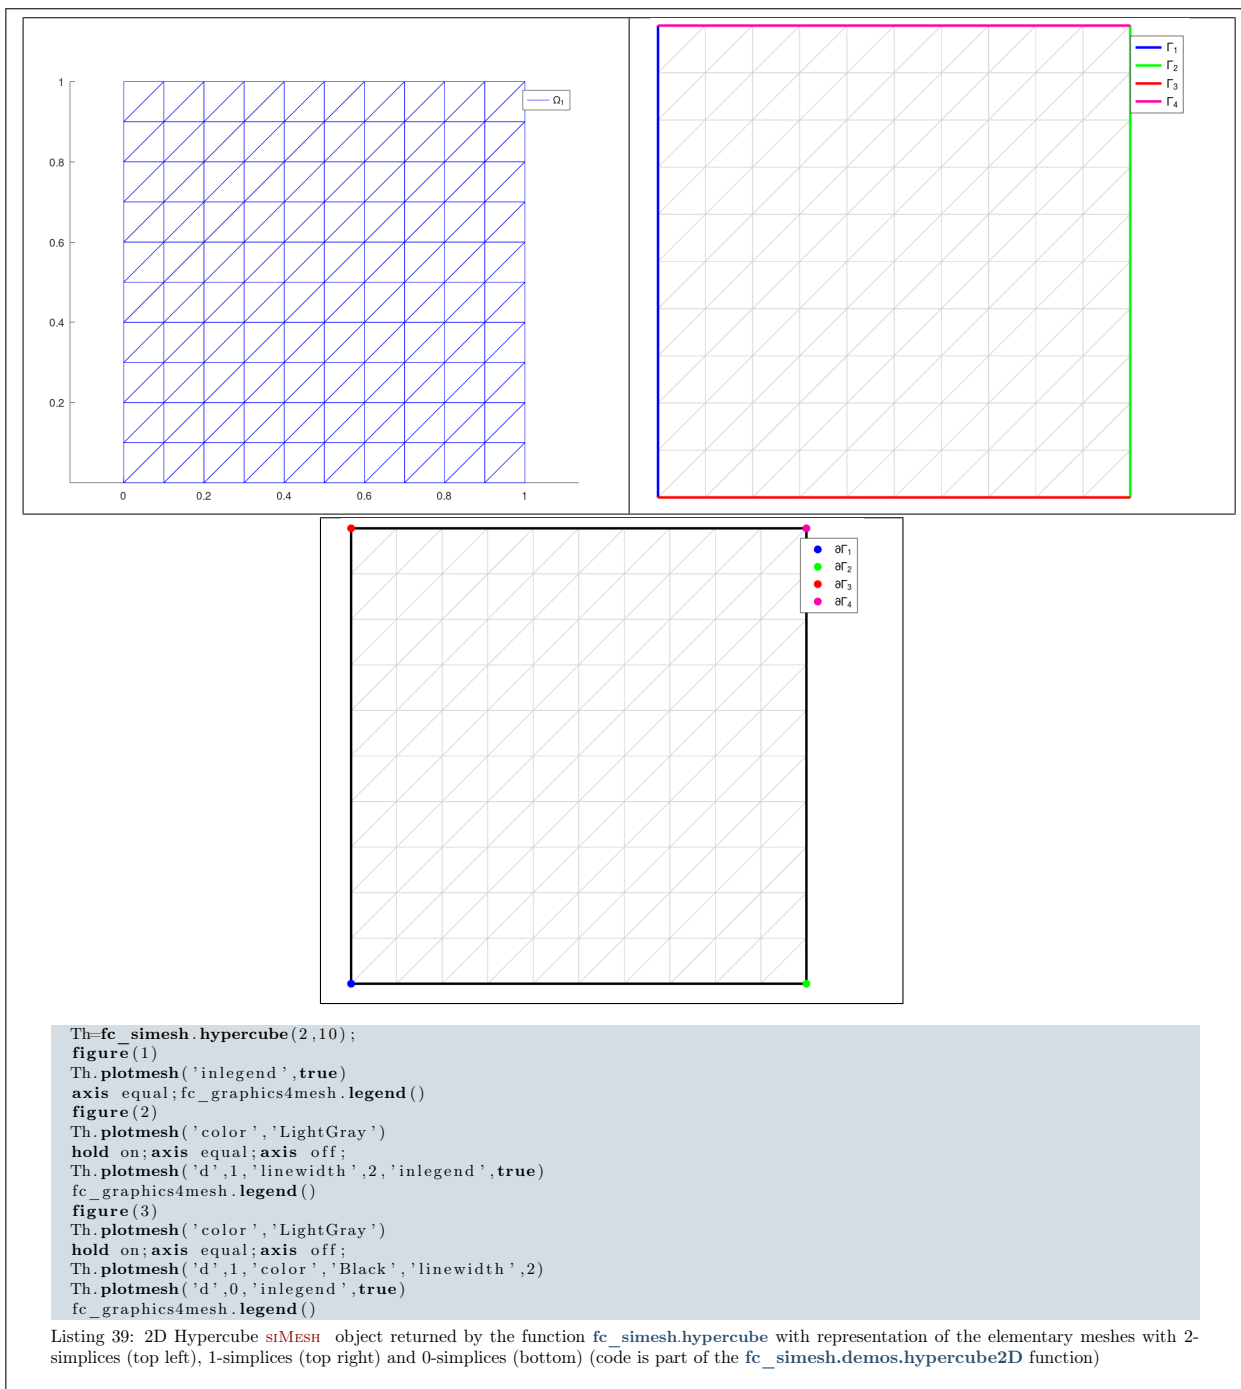 1
0.8
0.6
0.4
0.2
0 0.2 0.4 0.6 0.8 1
Ω₁
Γ₁
Γ₂
Γ₃
Γ₄
∂Γ₁
∂Γ₂
∂Γ₃
∂Γ₄
Th=fc_simesh.hypercube(2,10);
figure(1)
Th.plotmesh('inlegend',true)
axis equal;fc_graphics4mesh.legend()
figure(2)
Th.plotmesh('color','LightGray')
hold on;axis equal;axis off;
Th.plotmesh('d',1,'linewidth',2,'inlegend',true)
fc_graphics4mesh.legend()
figure(3)
Th.plotmesh('color','LightGray')
hold on;axis equal;axis off;
Th.plotmesh('d',1,'color','Black','linewidth',2)
Th.plotmesh('d',0,'inlegend',true)
fc_graphics4mesh.legend()
Listing 39: 2D Hypercube siMesh object returned by the function fc_simesh.hypercube with representation of the elementary meshes with 2-
simplices (top left), 1-simplices (top right) and 0-simplices (bottom) (code is part of the fc_simesh.demos.hypercube2D function)